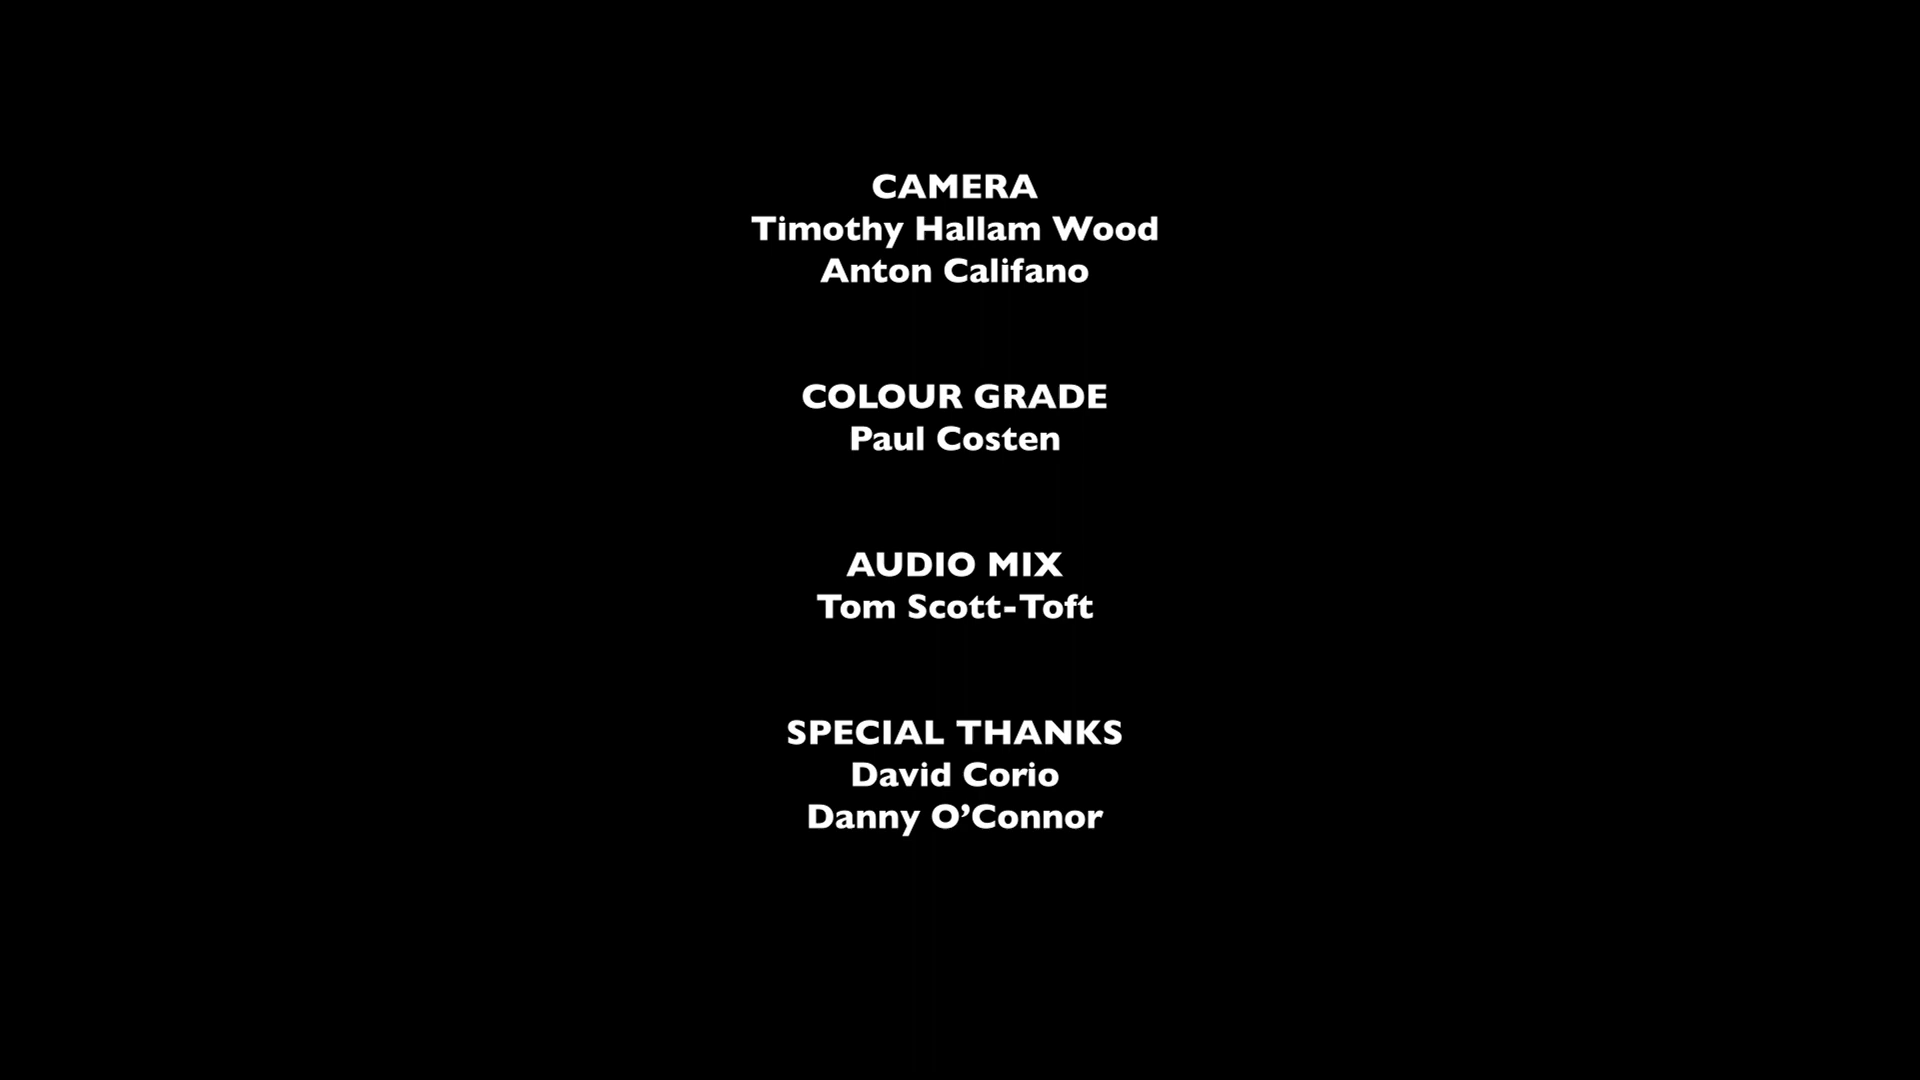 CAMERA
Timothy Hallam Wood
Anton Califano
COLOUR GRADE
Paul Costen
AUDIO MIX
Tom Scott-Toft
SPECIAL THANKS
David Corio
Danny O’Connor